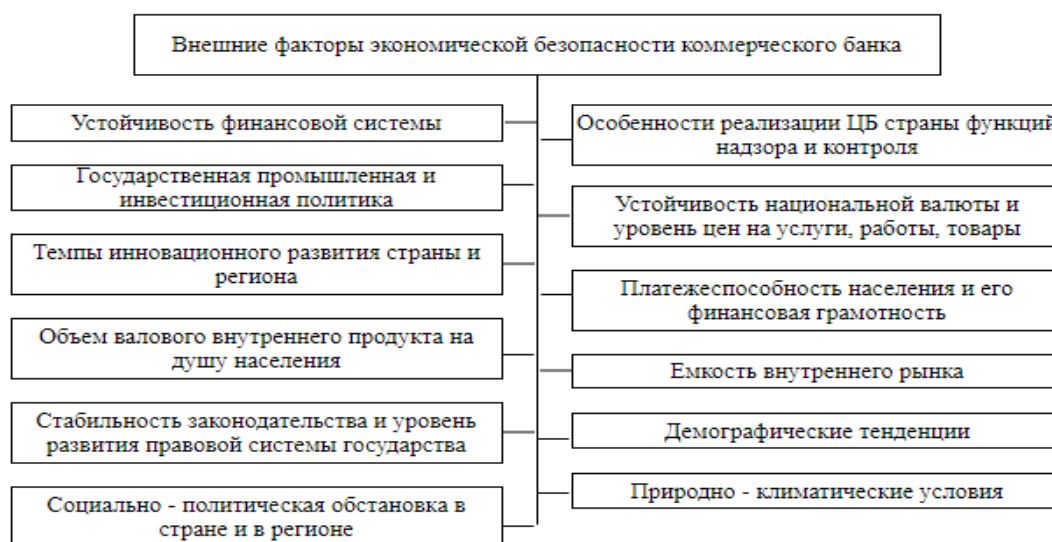 Внешние факторы экономической безопасности коммерческого банка
Устойчивость финансовой системы
Государственная промышленная и
инвестиционная политика
Темпы инновационного развития страны и
региона
Объем валового внутреннего продукта на
душу населения
Стабильность законодательства и уровень
развития правовой системы государства
Социально - политическая обстановка в
стране и в регионе
Особенности реализации ЦБ страны функций
надзора и контроля
Устойчивость национальной валюты и
уровень цен на услуги, работы, товары
Платежеспособность населения и его
финансовая грамотность
Емкость внутреннего рынка
Демографические тенденции
Природно - климатические условия